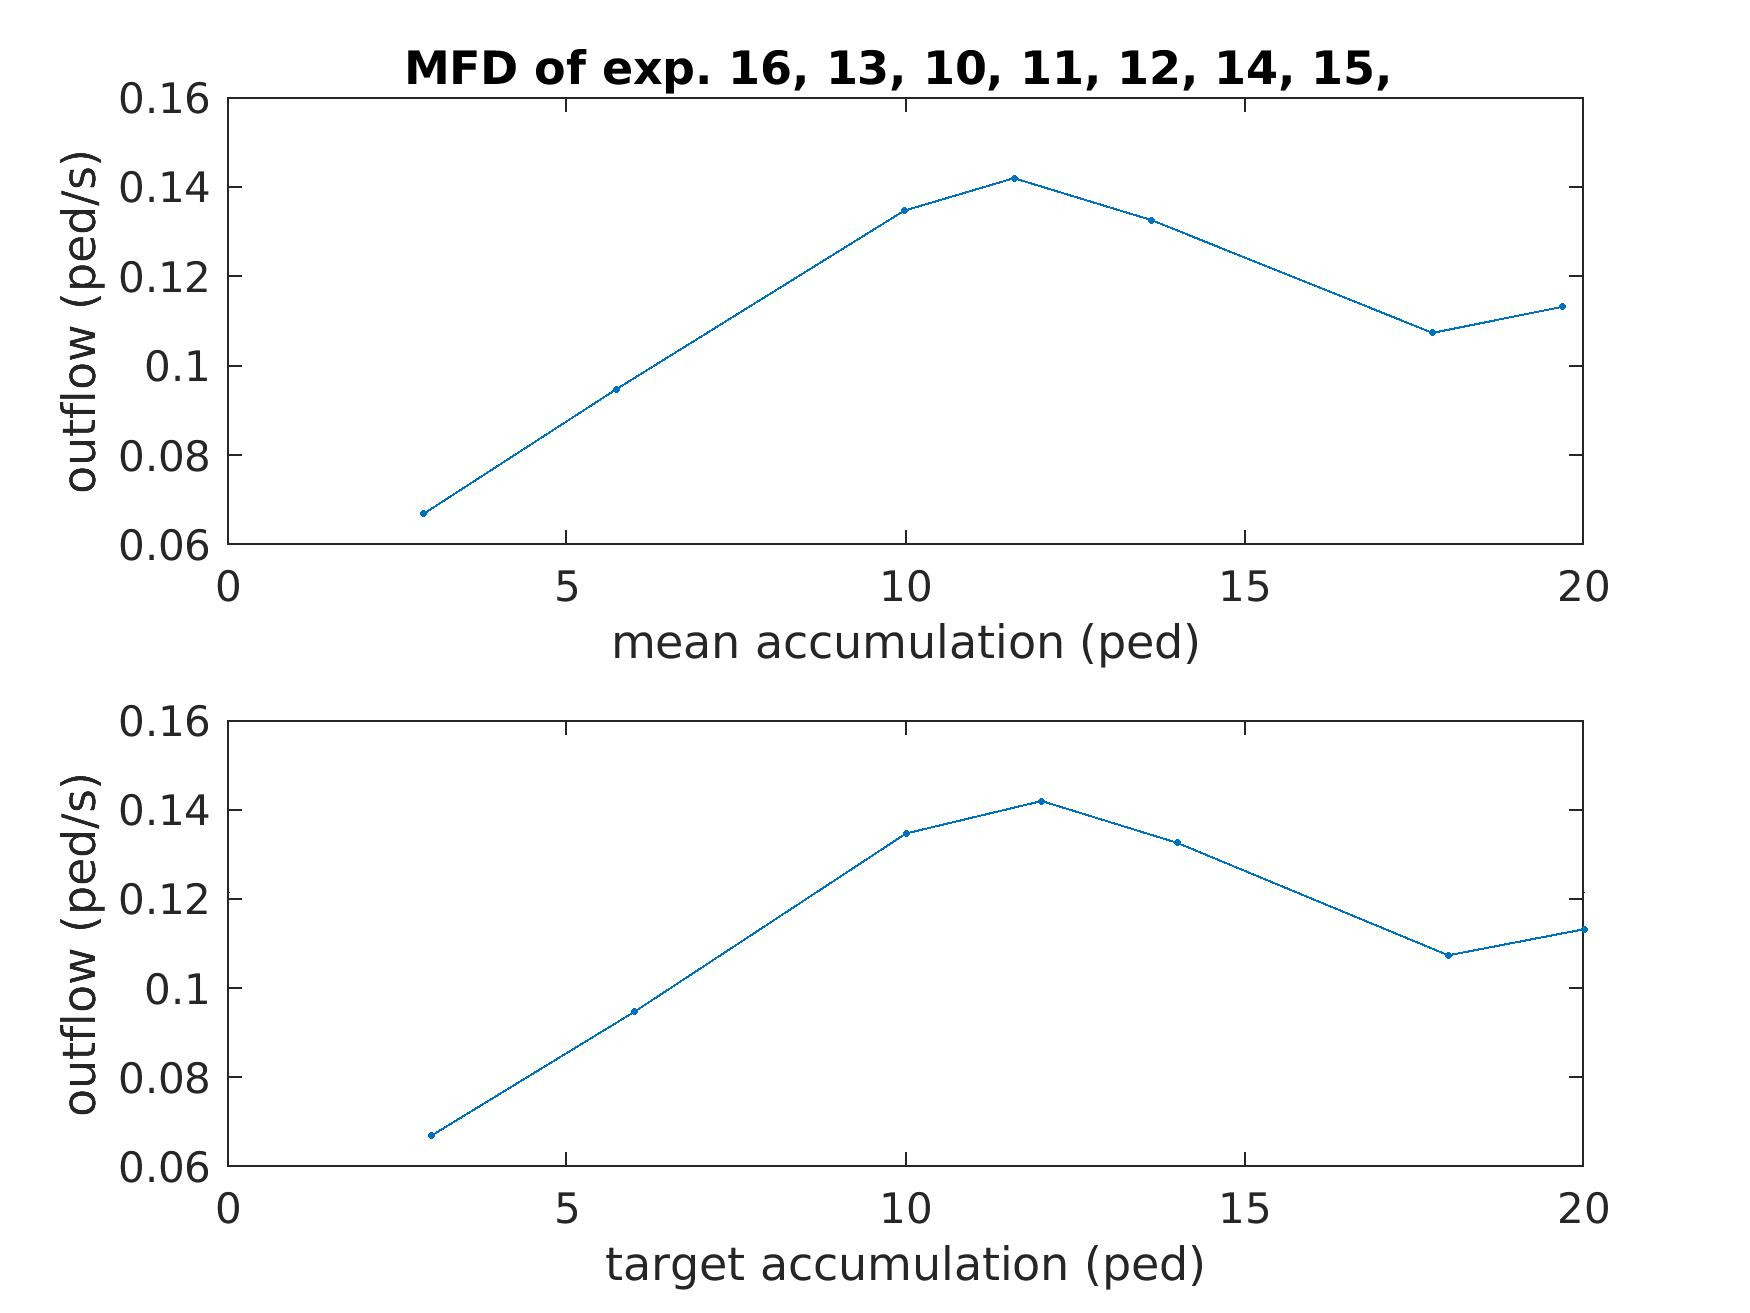 MFD of exp. 16, 13, 10, 11, 12, 14, 15,
0.16
0.14
0.12
0.1
0.08
0.06
outflow (ped/s)
0 5 10 15 20
mean accumulation (ped)
0.16
0.14
0.12
0.1
0.08
0.06
outflow (ped/s)
0 5 10 15 20
target accumulation (ped)